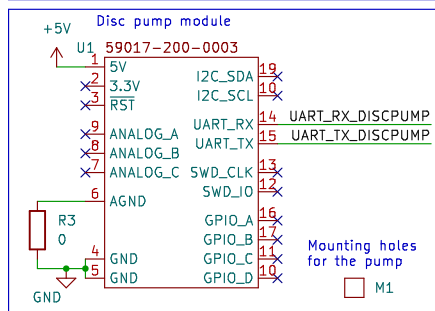 Disc pump module
+5V
U1 59017-200-0003
1 5V
2 3.3V
3 RST
9 ANALOG_A
8 ANALOG_B
7 ANALOG_C
6 AGND
4 GND
5 GND
I2C_SDA 19
I2C_SCL 10
UART_RX 14 UART_RX_DISCPUMP
UART_TX 15 UART_TX_DISCPUMP
SWD_CLK 13
SWD_IO 12
GPIO_A 16
GPIO_B 17
GPIO_C 11
GPIO_D 10
R3
0
GND
Mounting holes
for the pump
M1